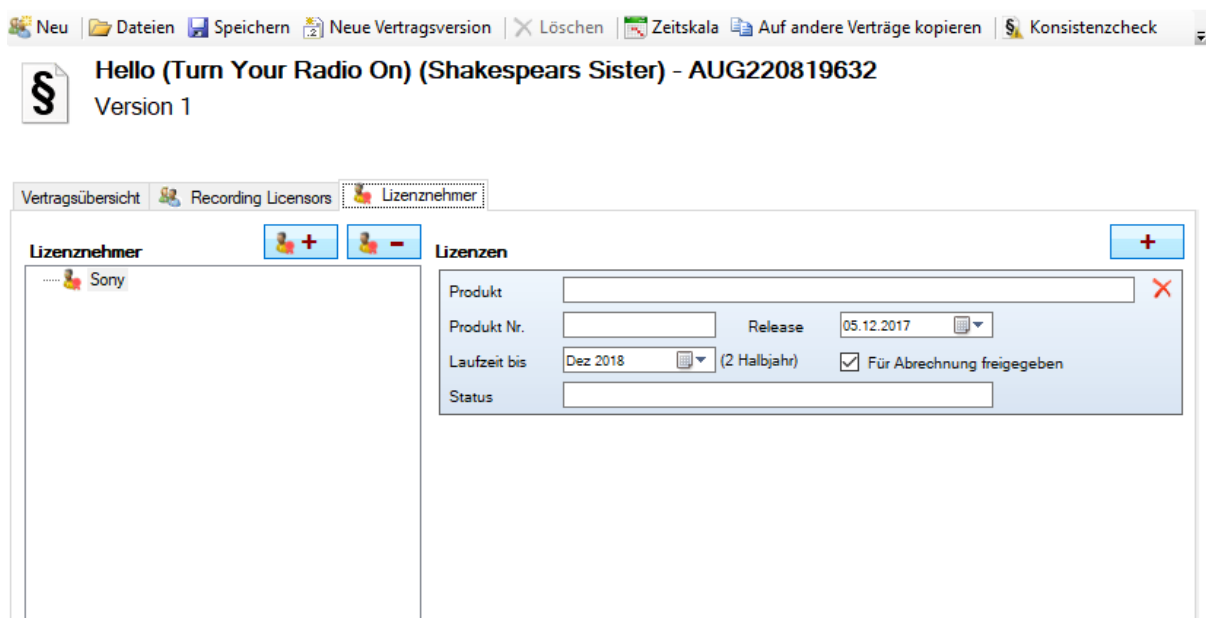 Neu Dateien Speichern Neue Vertragsversion Löschen Zeitskala Auf andere Verträge kopieren § Konsistenzcheck
§ Hello (Turn Your Radio On) (Shakespears Sister) - AUG220819632
Version 1
Vertragsübersicht Recording Licensors Lizenznehmer
Lizenznehmer + - Lizenzen +
Sony
Produkt
Produkt Nr. Release 05.12.2017
Laufzeit bis Dez 2018 (2 Halbjahr) Für Abrechnung freigegeben
Status